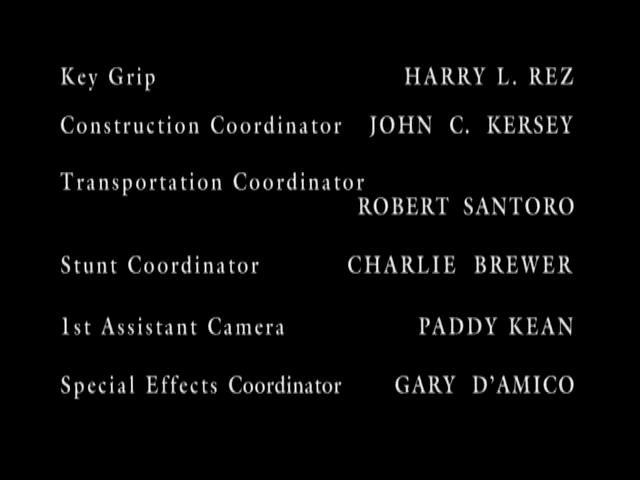 Key Grip HARRY L. REZ
Construction Coordinator JOHN C. KERSEY
Transportation Coordinator
ROBERT SANTORO
Stunt Coordinator CHARLIE BREWER
1st Assistant Camera PADDY KEAN
Special Effects Coordinator GARY D'AMICO